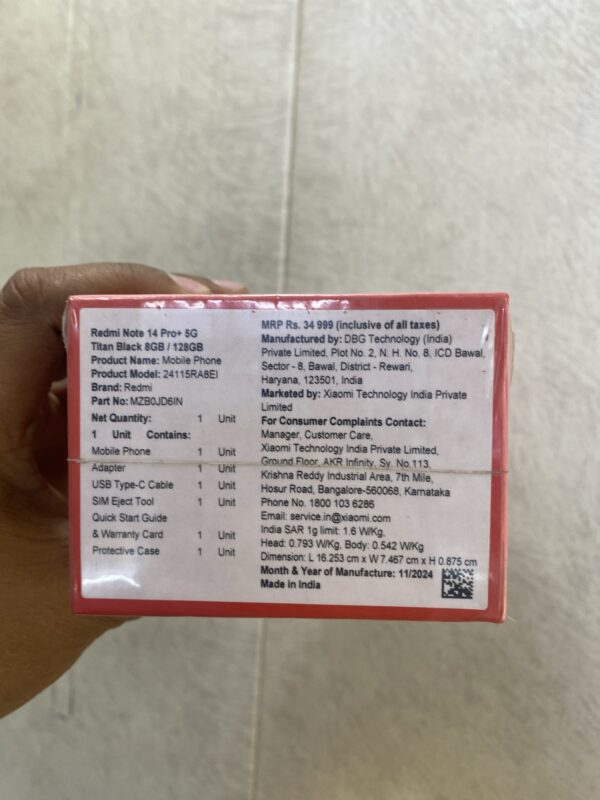 Redmi Note 14 Pro+ 5G
Titan Black 8GB / 128GB
Product Name: Mobile Phone
Product Model: 24115RA8EI
Brand: Redmi
Part No: MZB0JD6IN
Net Quantity: 1 Unit
1 Unit Contains:
Mobile Phone 1 Unit
Adapter 1 Unit
USB Type-C Cable 1 Unit
SIM Eject Tool 1 Unit
Quick Start Guide
& Warranty Card 1 Unit
Protective Case 1 Unit
MRP Rs. 34 999 (inclusive of all taxes)
Manufactured by: DBG Technology (India)
Private Limited, Plot No. 2, N. H. No. 8, ICD Bawal,
Sector - 8, Bawal, District - Rewari,
Haryana, 123501, India
Marketed by: Xiaomi Technology India Private
Limited
For Consumer Complaints Contact:
Manager, Customer Care,
Xiaomi Technology India Private Limited,
Ground Floor, AKR Infinity, Sy. No.113,
Krishna Reddy Industrial Area, 7th Mile,
Hosur Road, Bangalore-560068, Karnataka
Phone No. 1800 103 6286
Email: service.in@xiaomi.com
India SAR 1g limit: 1.6 W/Kg,
Head: 0.793 W/Kg, Body: 0.542 W/Kg
Dimension: L 16.253 cm x W 7.467 cm x H 0.875 cm
Month & Year of Manufacture: 11/2024
Made in India